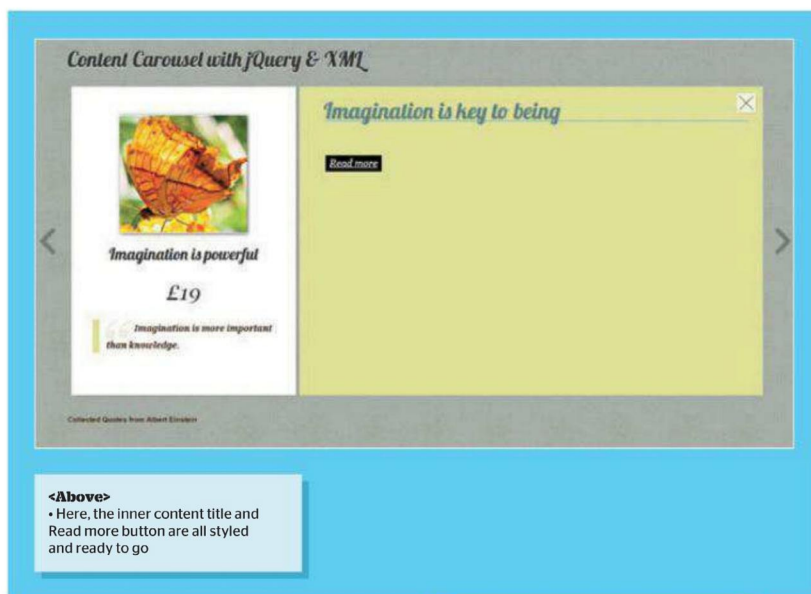 Content Carousel with jQuery & XML
Imagination is powerful
£19
Imagination is more important
than knowledge.
Imagination is key to being
Read more
Collected Quotes from Albert Einstein
<Above>
• Here, the inner content title and
Read more button are all styled
and ready to go